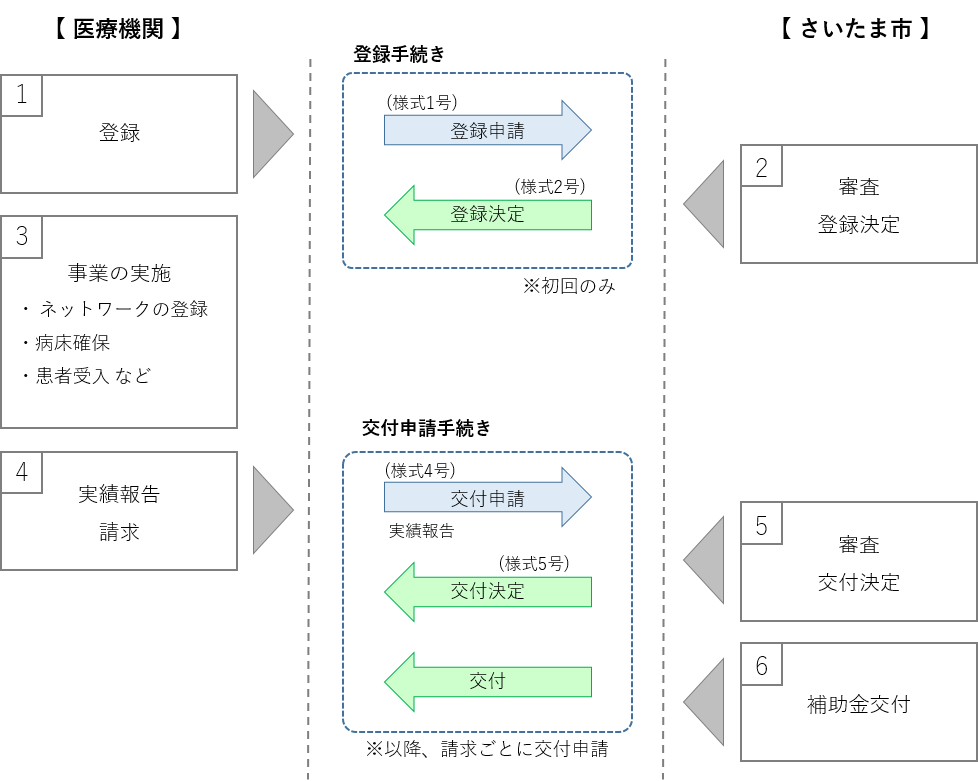 【 医療機関 】
【 さいたま市 】
登録手続き
1
登録
(様式1号)
登録申請
(様式2号)
登録決定
※初回のみ
2
審査
登録決定
3
事業の実施
・ ネットワークの登録
・病床確保
・患者受入 など
交付申請手続き
4
実績報告
請求
(様式4号)
交付申請
実績報告
(様式5号)
交付決定
交付
※以降、請求ごとに交付申請
5
審査
交付決定
6
補助金交付